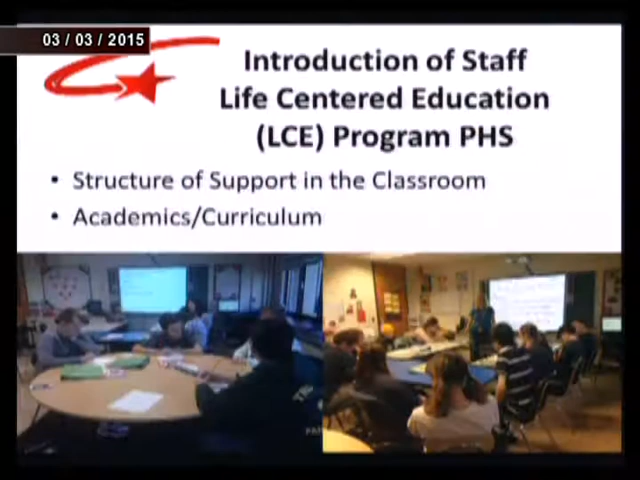 03 / 03 / 2015
Introduction of Staff
Life Centered Education
(LCE) Program PHS
• Structure of Support in the Classroom
• Academics/Curriculum